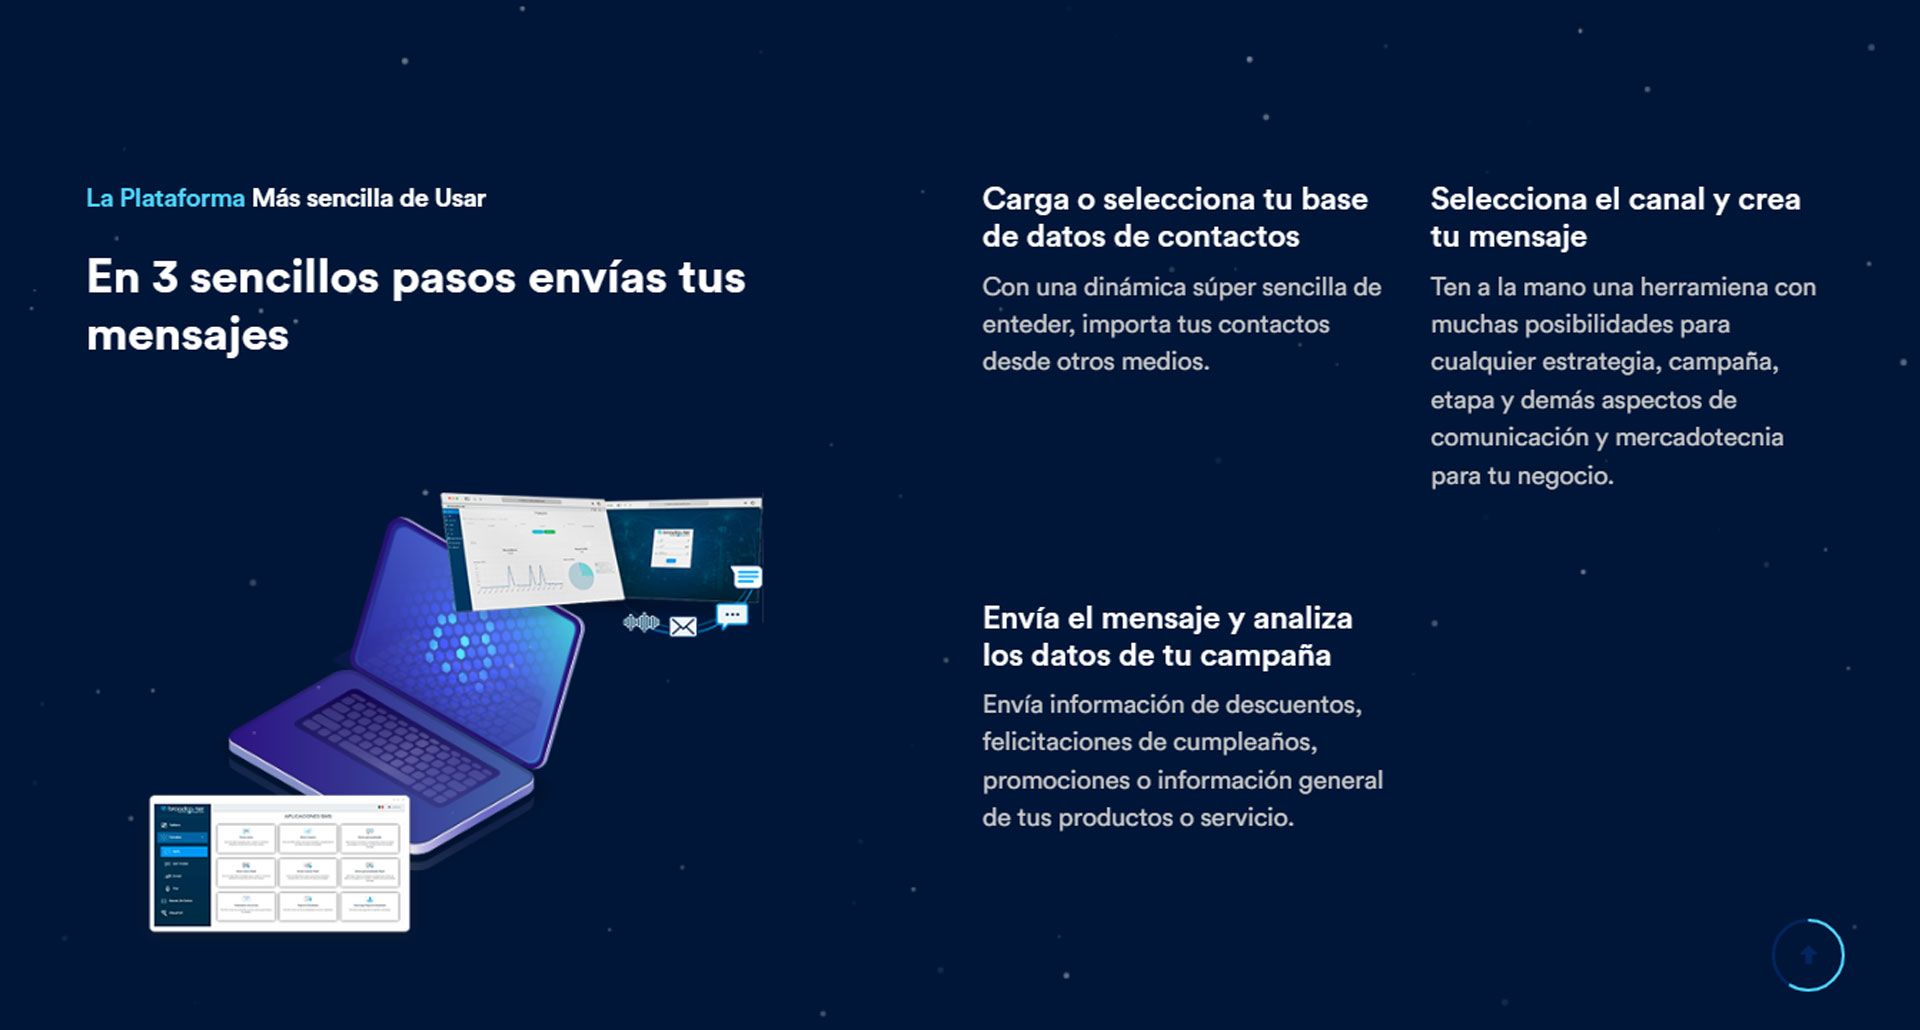 La Plataforma Más sencilla de Usar
En 3 sencillos pasos envías tus
mensajes
Carga o selecciona tu base
de datos de contactos
Con una dinámica súper sencilla de
enteder, importa tus contactos
desde otros medios.
Selecciona el canal y crea
tu mensaje
Ten a la mano una herramiena con
muchas posibilidades para
cualquier estrategia, campaña,
etapa y demás aspectos de
comunicación y mercadotecnia
para tu negocio.
Envía el mensaje y analiza
los datos de tu campaña
Envía información de descuentos,
felicitaciones de cumpleaños,
promociones o información general
de tus productos o servicio.
APLICACIONES SMS